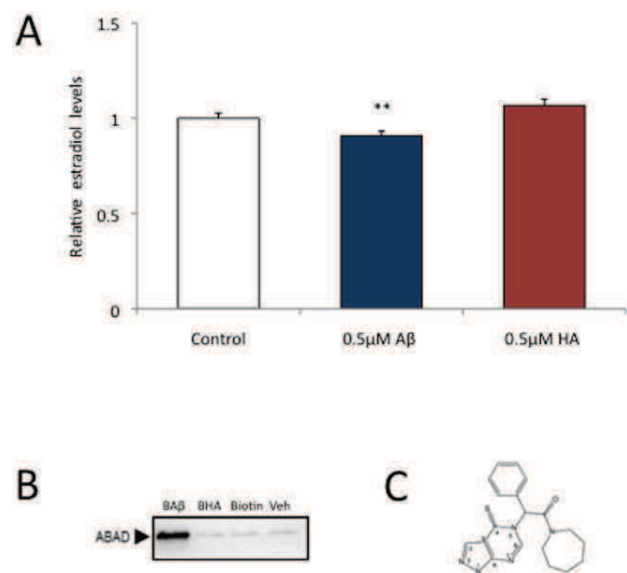 A
Relative estradiol levels
1.5
1
0.5
0
**
Control
0.5µM Aβ
0.5µM HA
B
BAβ BHA Biotin Veh
ABAD
C